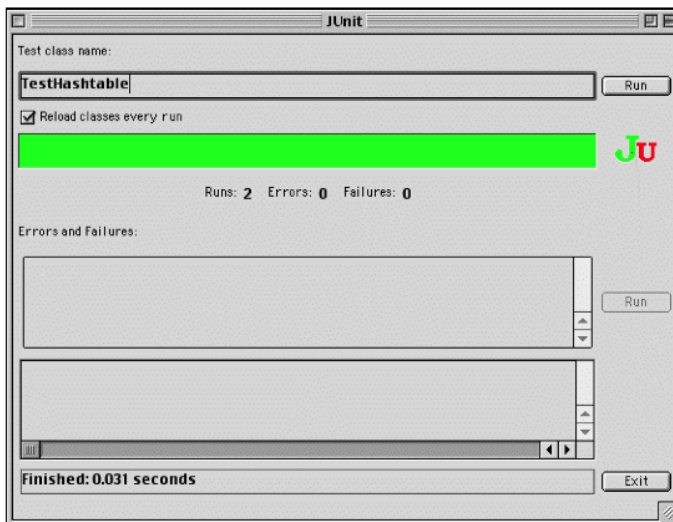 JUnit
Test class name:
TestHashtable
Run
Reload classes every run
JU
Runs: 2 Errors: 0 Failures: 0
Errors and Failures:
Run
Finished: 0.031 seconds
Exit